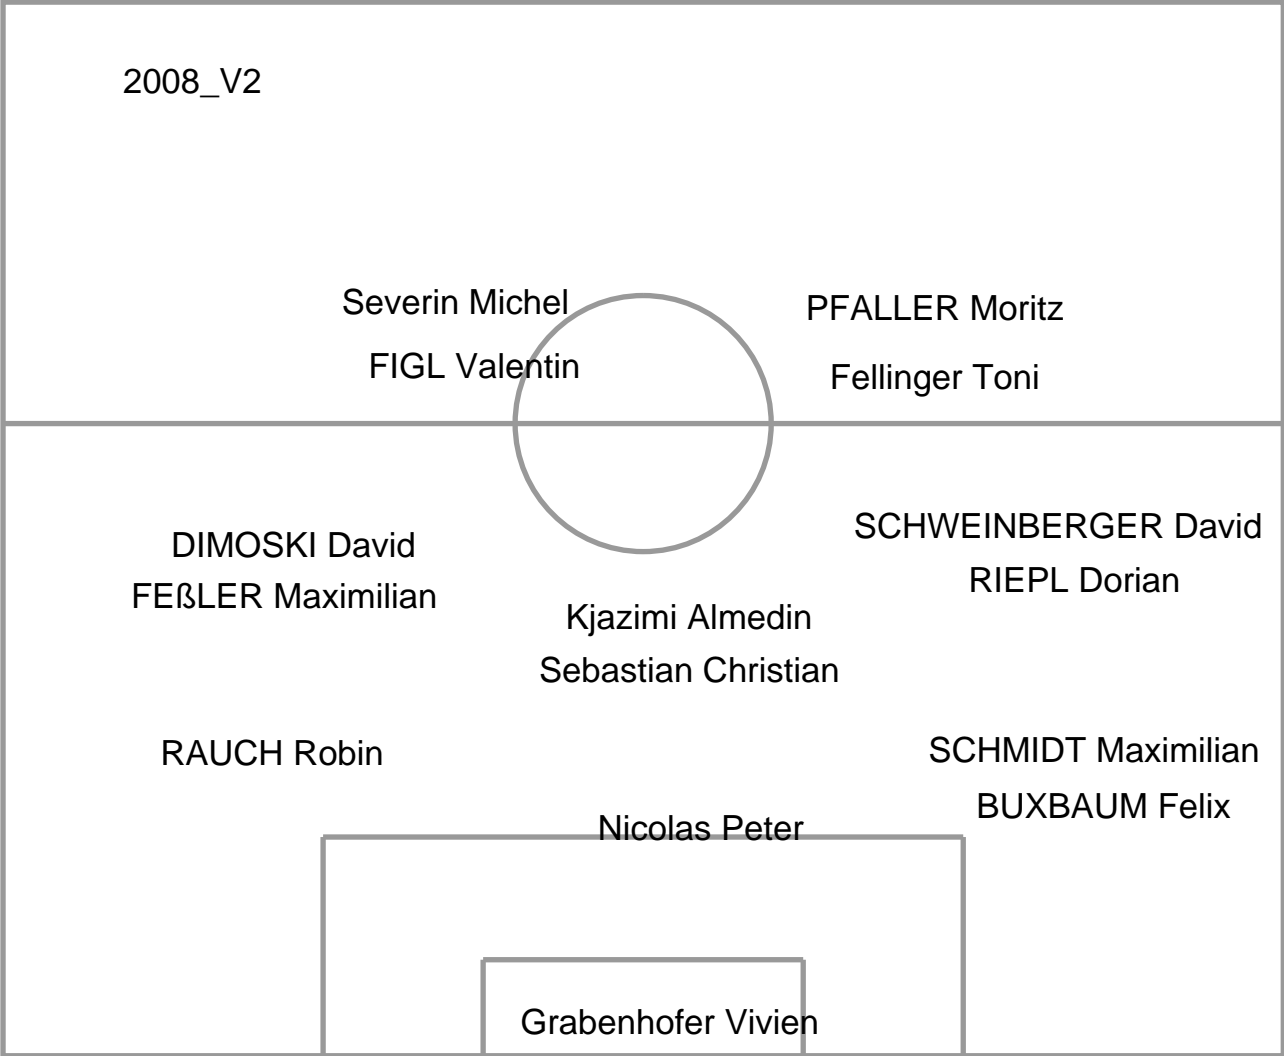 2008_V2
Severin Michel
PFALLER Moritz
FIGL Valentin
Fellinger Toni
SCHWEINBERGER David
DIMOSKI David
RIEPL Dorian
FEßLER Maximilian
Kjazimi Almedin
Sebastian Christian
SCHMIDT Maximilian
RAUCH Robin
BUXBAUM Felix
Nicolas Peter
Grabenhofer Vivien